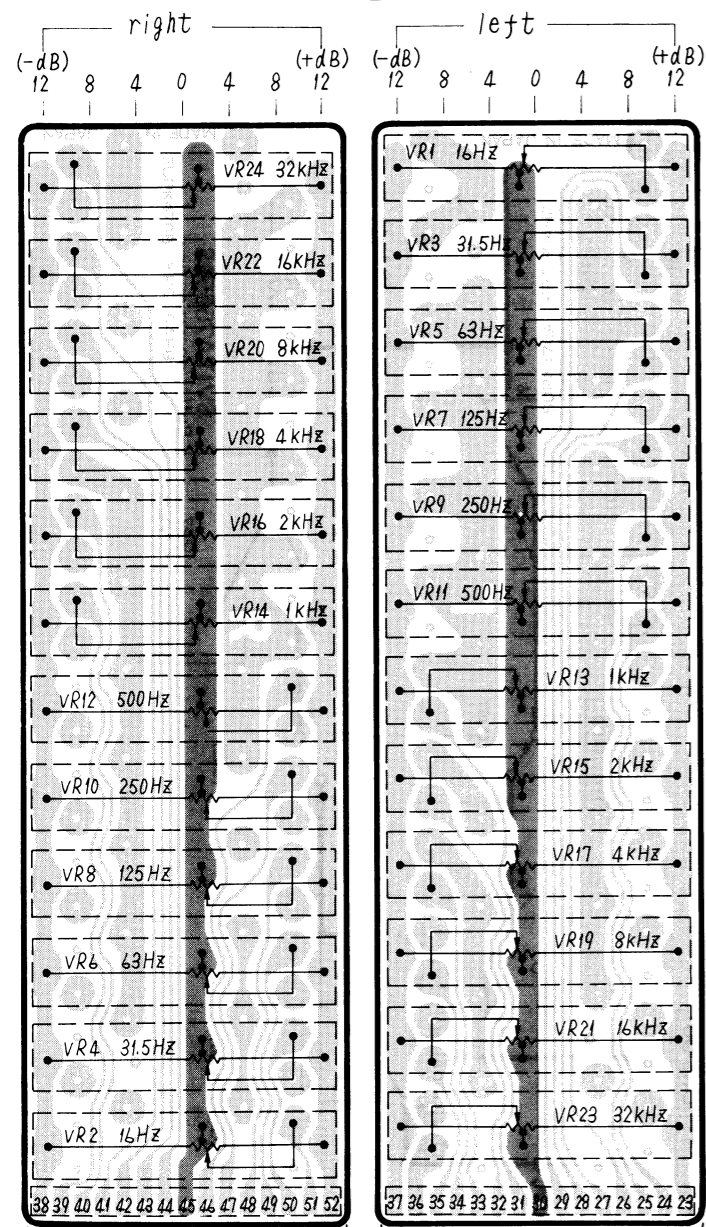 right
(-dB) (+dB)
12 8 4 0 4 8 12
VR24 32kHz
VR22 16kHz
VR20 8kHz
VR18 4kHz
VR16 2kHz
VR14 1kHz
VR12 500Hz
VR10 250Hz
VR8 125Hz
VR6 63Hz
VR4 31.5Hz
VR2 16Hz
38 39 40 41 42 43 44 45 46 47 48 49 50 51 52
left
(-dB) (+dB)
12 8 4 0 4 8 12
VR1 16Hz
VR3 31.5Hz
VR5 63Hz
VR7 125Hz
VR9 250Hz
VR11 500Hz
VR13 1kHz
VR15 2kHz
VR17 4kHz
VR19 8kHz
VR21 16kHz
VR23 32kHz
37 36 35 34 33 32 31 30 29 28 27 26 25 24 23